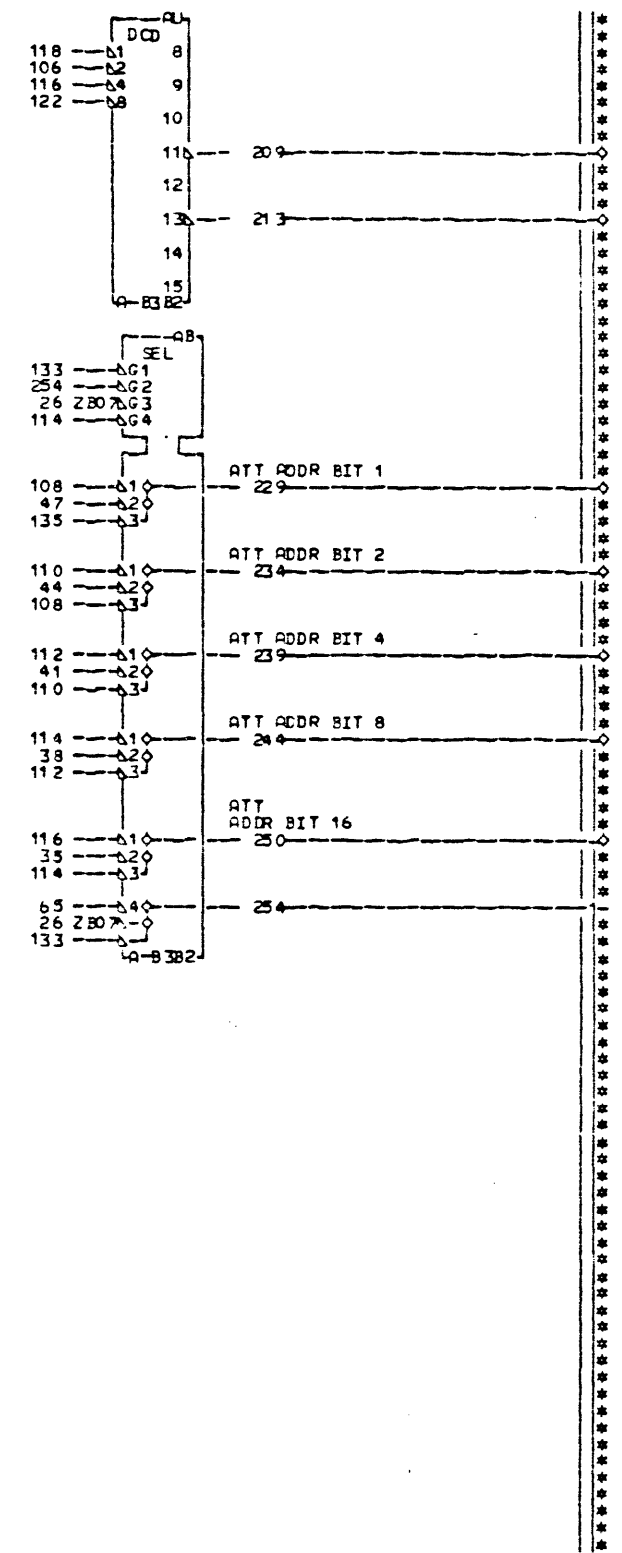 AU
DCD
8
118 1
106 2
116 4 9
122 8
10
11 209
12
13 213
14
15
A B3B2
AB
SEL
133 G1
254 G2
26 ZB07 G3
114 G4
ATT ADDR BIT 1
108 1 229
47 2
135 3
ATT ADDR BIT 2
110 1 234
44 2
108 3
ATT ADDR BIT 4
112 1 239
41 2
110 3
ATT ADDR BIT 8
114 1 244
38 2
112 3
ATT
ADDR BIT 16
116 1 250
35 2
114 3
65 4 254
26 ZB07
133
A B3B2